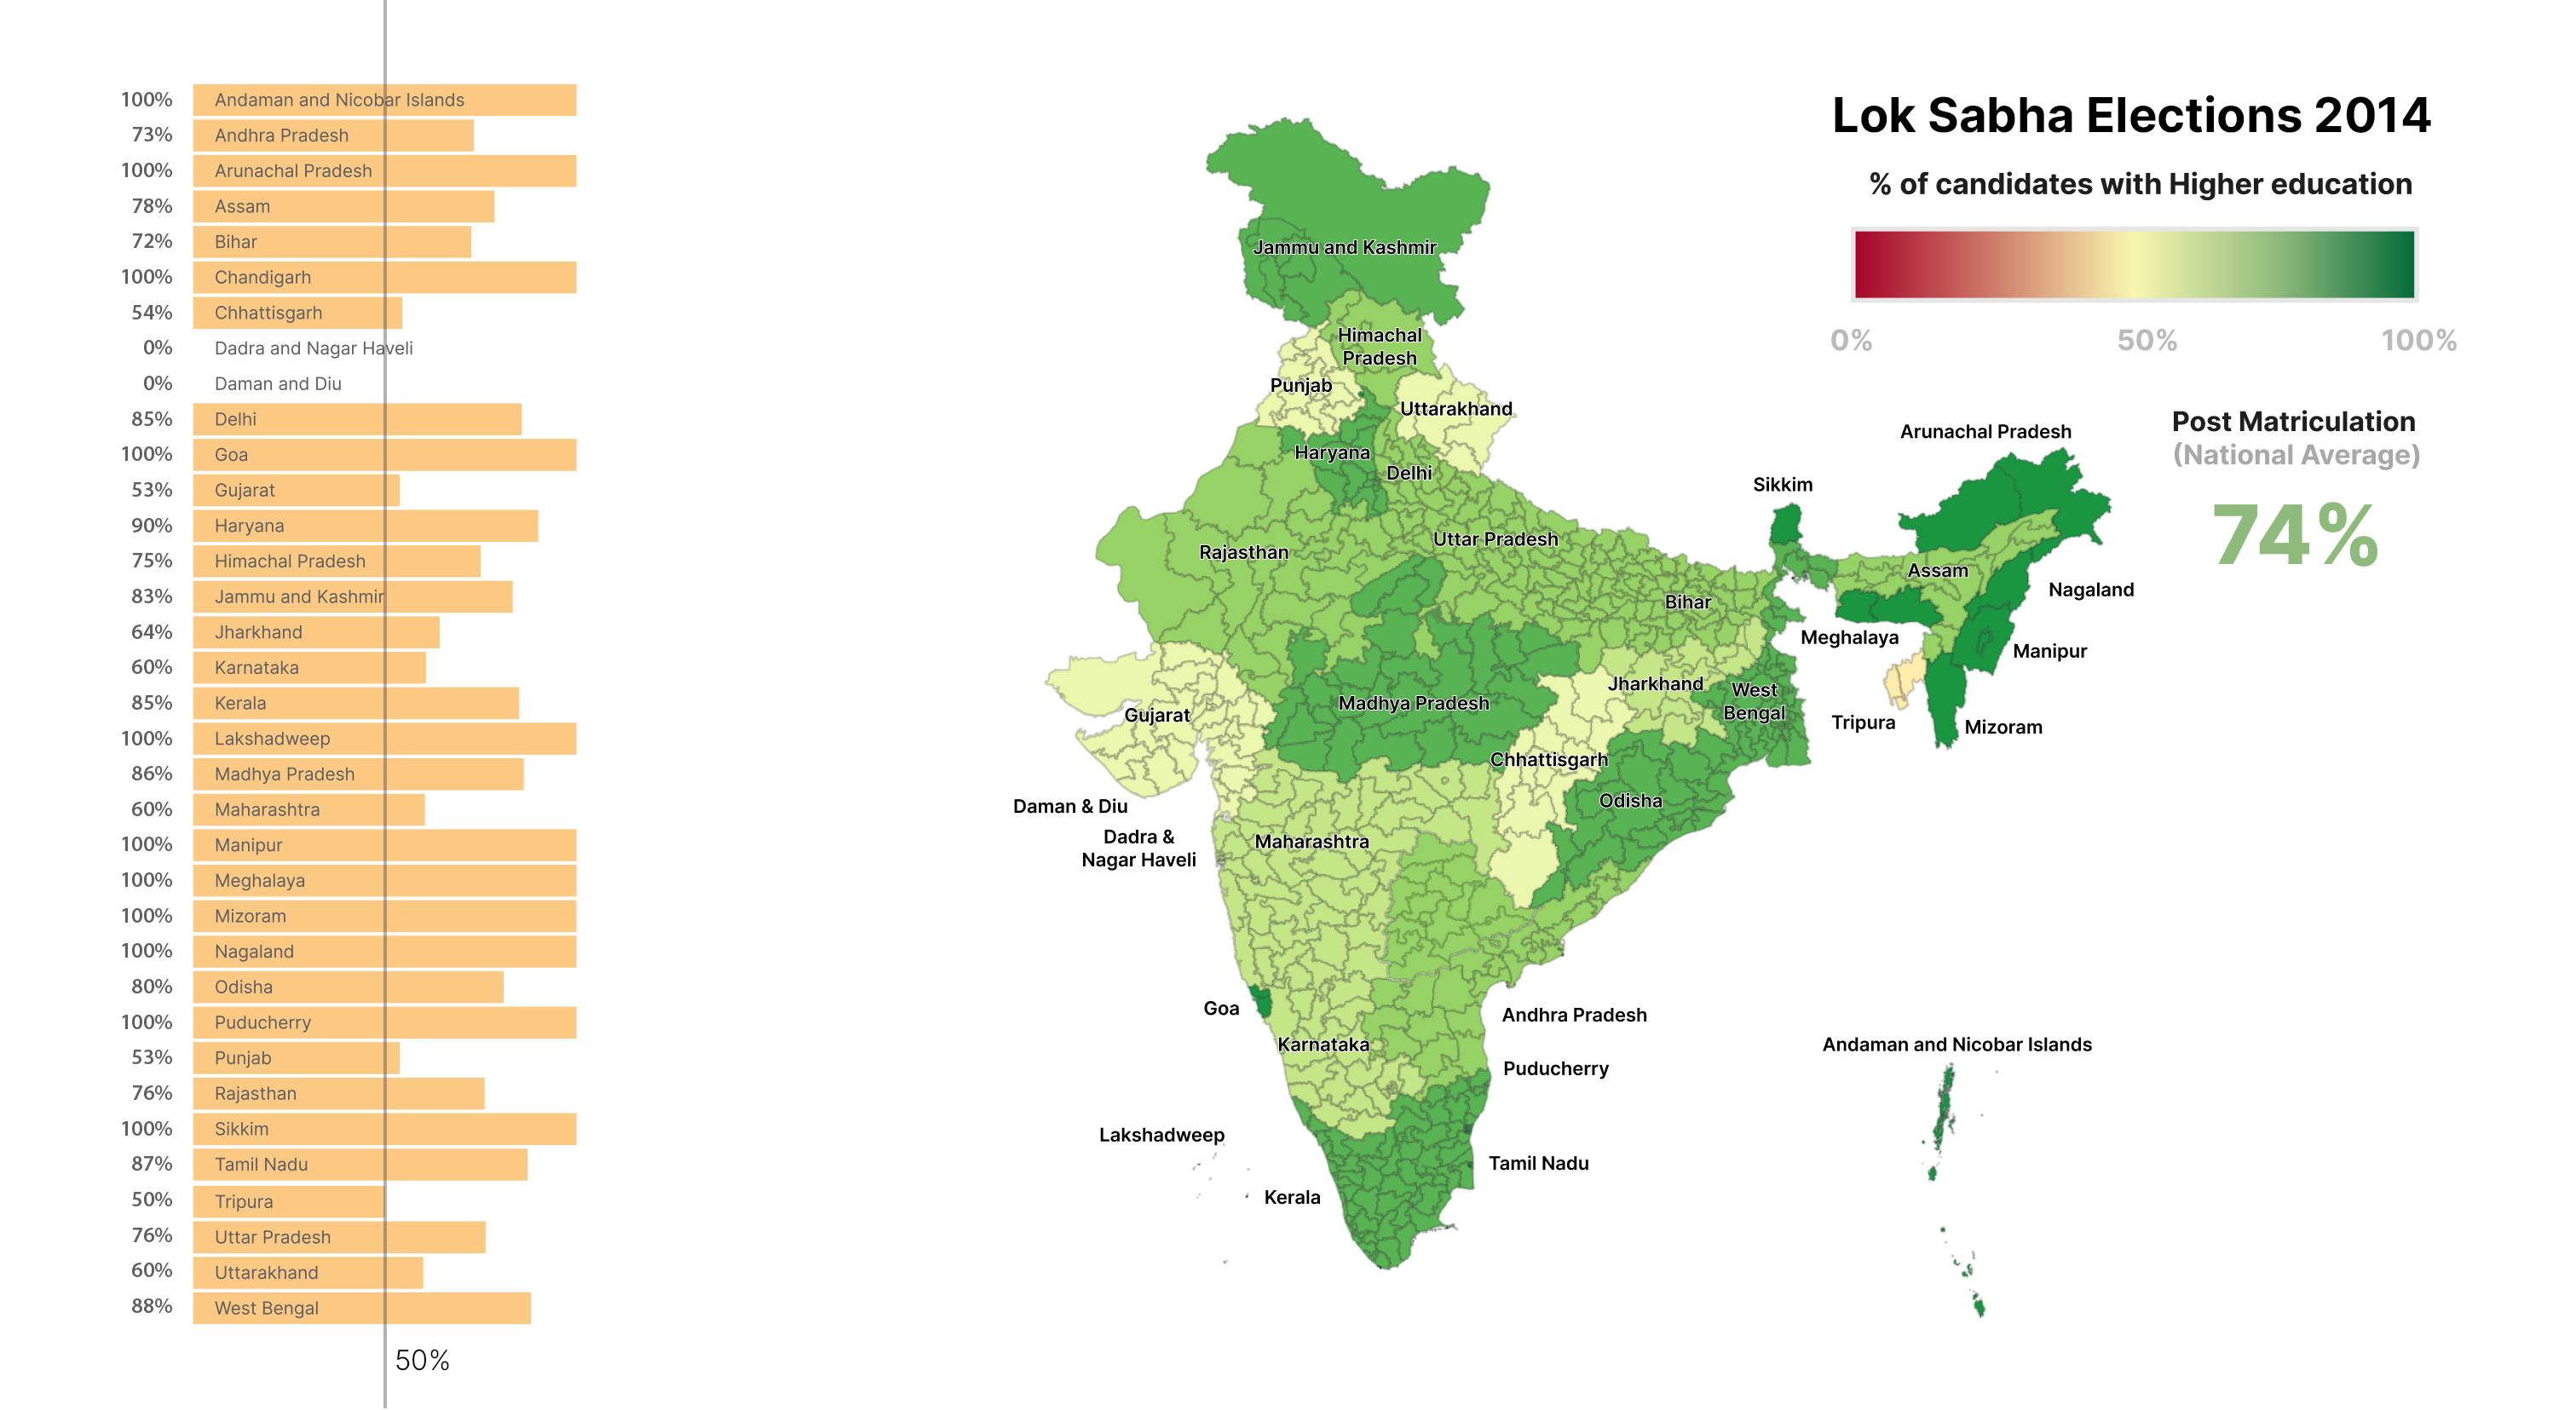 100% Andaman and Nicobar Islands
73% Andhra Pradesh
100% Arunachal Pradesh
78% Assam
72% Bihar
100% Chandigarh
54% Chhattisgarh
0% Dadra and Nagar Haveli
0% Daman and Diu
85% Delhi
100% Goa
53% Gujarat
90% Haryana
75% Himachal Pradesh
83% Jammu and Kashmir
64% Jharkhand
60% Karnataka
85% Kerala
100% Lakshadweep
86% Madhya Pradesh
60% Maharashtra
100% Manipur
100% Meghalaya
100% Mizoram
100% Nagaland
80% Odisha
100% Puducherry
53% Punjab
76% Rajasthan
100% Sikkim
87% Tamil Nadu
50% Tripura
76% Uttar Pradesh
60% Uttarakhand
88% West Bengal
50%
Jammu and Kashmir
Himachal
Pradesh
Punjab
Uttarakhand
Haryana
Delhi
Rajasthan
Uttar Pradesh
Bihar
Sikkim
Arunachal Pradesh
Assam
Nagaland
Meghalaya
Manipur
Tripura
Mizoram
Jharkhand
West
Bengal
Madhya Pradesh
Gujarat
Chhattisgarh
Odisha
Daman & Diu
Dadra &
Nagar Haveli
Maharashtra
Goa
Andhra Pradesh
Karnataka
Puducherry
Lakshadweep
Tamil Nadu
Kerala
Andaman and Nicobar Islands
Lok Sabha Elections 2014
% of candidates with Higher education
0% 50% 100%
Post Matriculation
(National Average)
74%